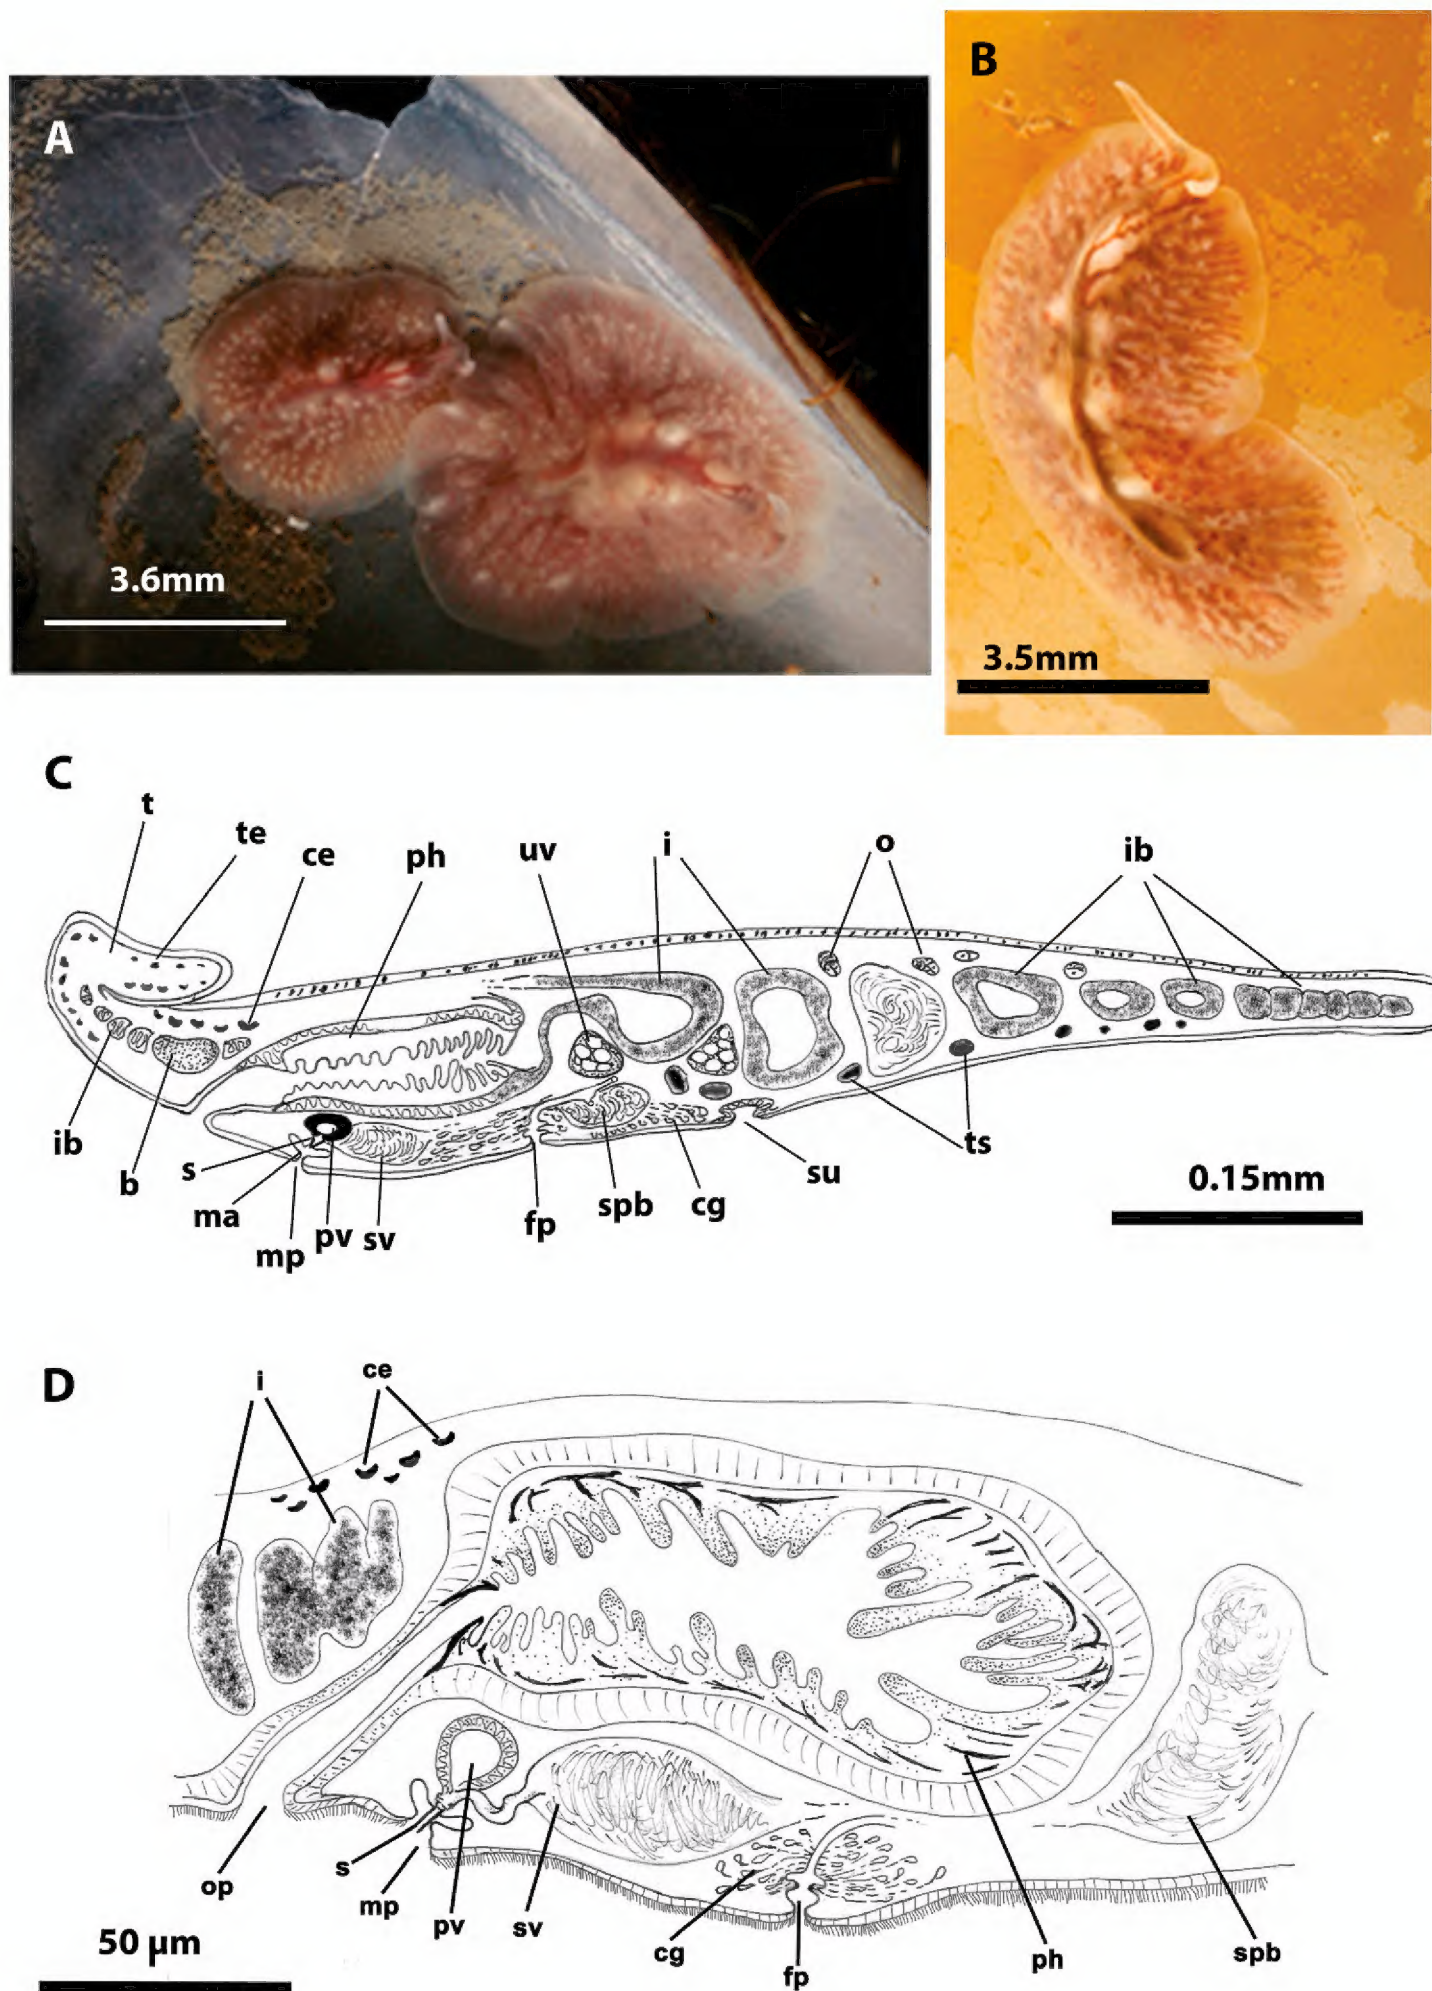 A
3.6mm
B
3.5mm
C
t
te
ce
ph
uv
i
o
ib
ib
b
s
ma
mp
pv
sv
fp
spb
cg
su
ts
0.15mm
D
i
ce
op
s
mp
pv
sv
cg
fp
ph
spb
50 μm